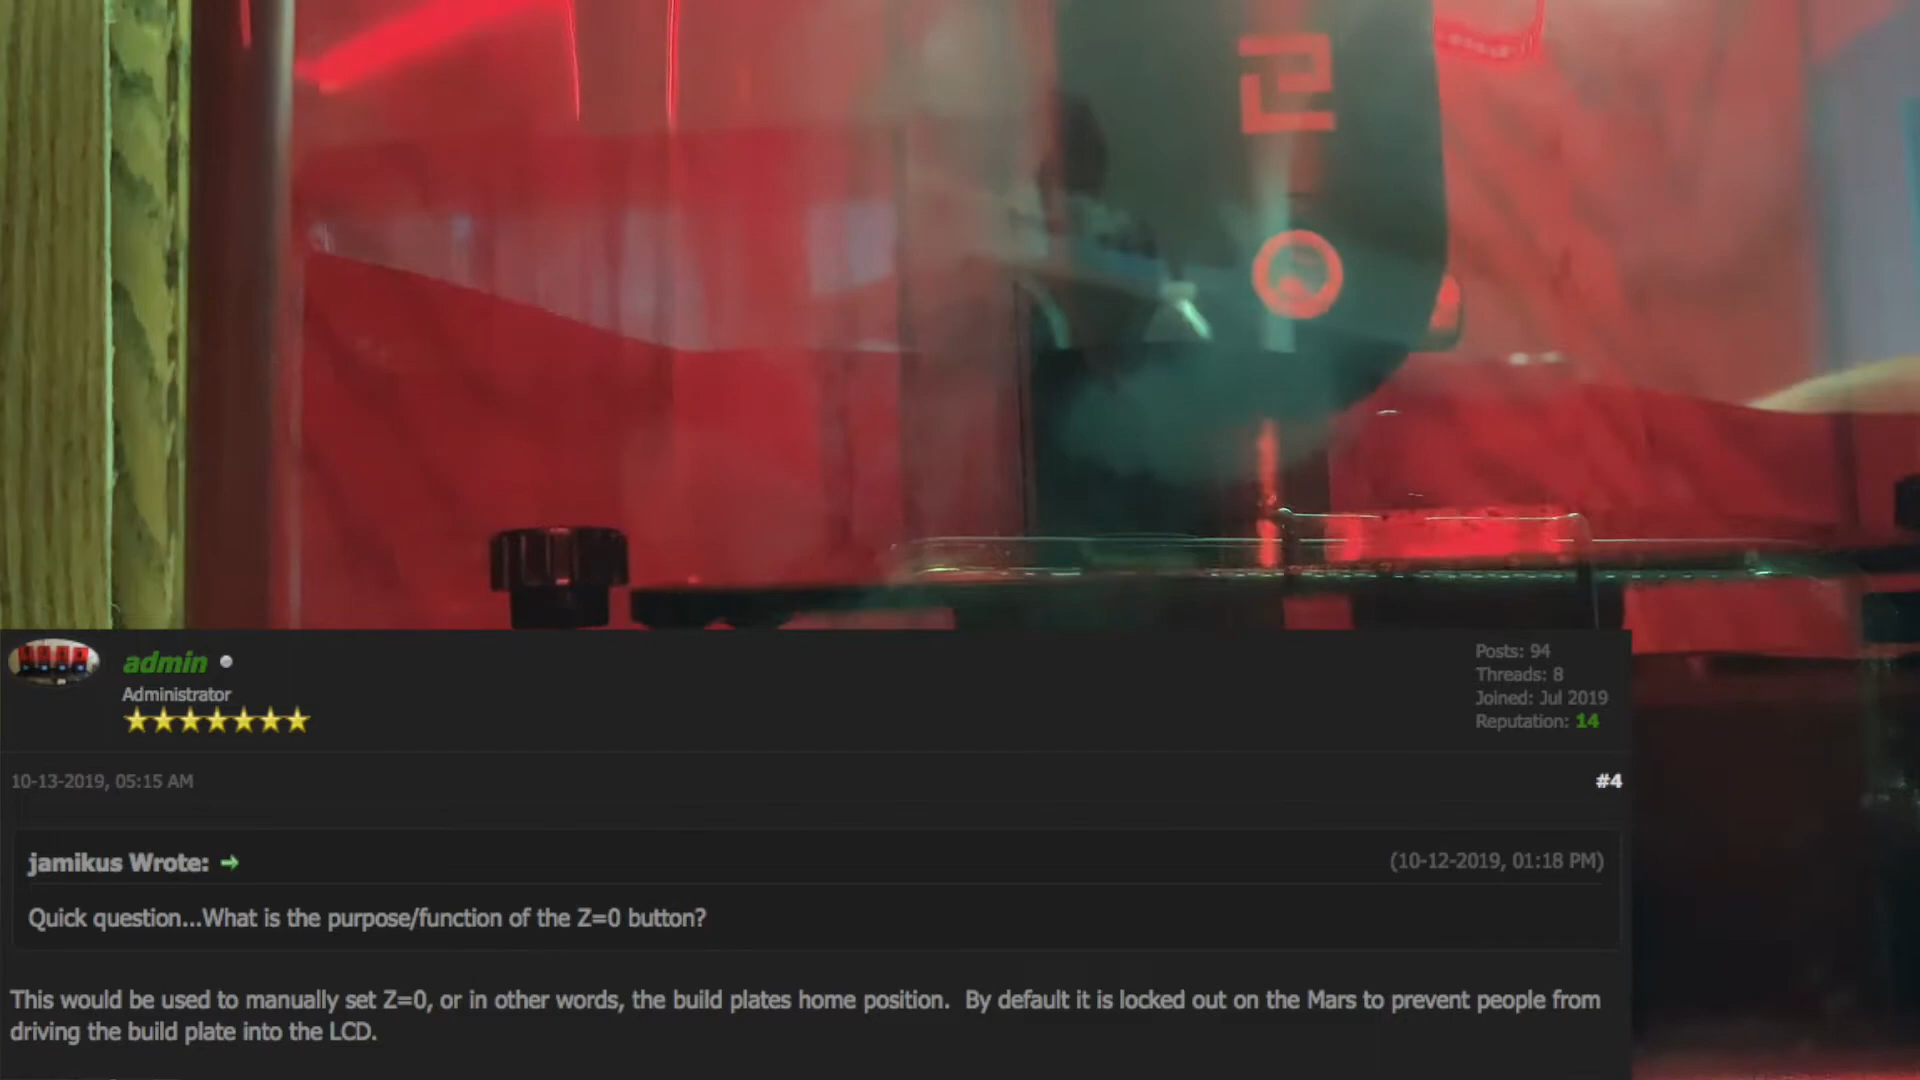 admin
Administrator
Posts: 94
Threads: 8
Joined: Jul 2019
Reputation: 14
10-13-2019, 05:15 AM
#4
jamikus Wrote:
(10-12-2019, 01:18 PM)
Quick question...What is the purpose/function of the Z=0 button?
This would be used to manually set Z=0, or in other words, the build plates home position.  By default it is locked out on the Mars to prevent people from
driving the build plate into the LCD.